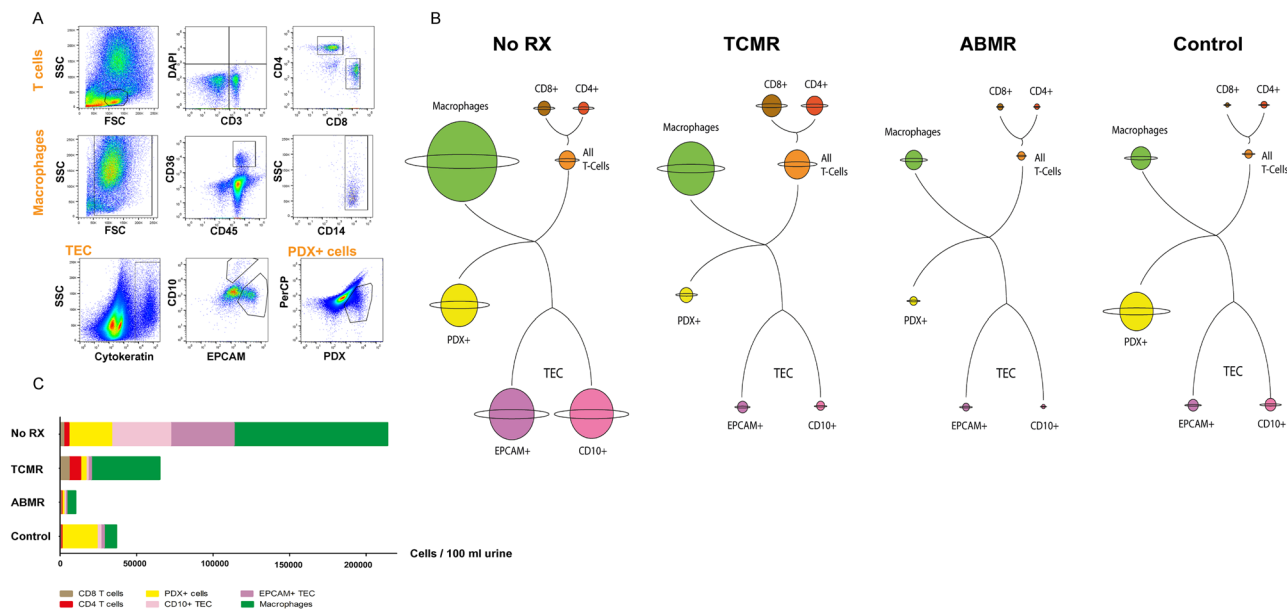 A
B
T cells
SSC
FSC
DAPI
CD3
CD4
CD8
Macrophages
SSC
FSC
CD36
CD45
SSC
CD14
TEC
PDX+ cells
SSC
Cytokeratin
CD10
EPCAM
PerCP
PDX
No RX
CD8+
CD4+
Macrophages
All
T-Cells
PDX+
TEC
EPCAM+
CD10+
TCMR
CD8+
CD4+
Macrophages
All
T-Cells
PDX+
TEC
EPCAM+
CD10+
ABMR
CD8+
CD4+
Macrophages
All
T-Cells
PDX+
TEC
EPCAM+
CD10+
Control
CD8+
CD4+
Macrophages
All
T-Cells
PDX+
TEC
EPCAM+
CD10+
C
No RX
TCMR
ABMR
Control
0
50000
100000
150000
200000
Cells / 100 ml urine
CD8 T cells
PDX+ cells
EPCAM+ TEC
CD4 T cells
CD10+ TEC
Macrophages